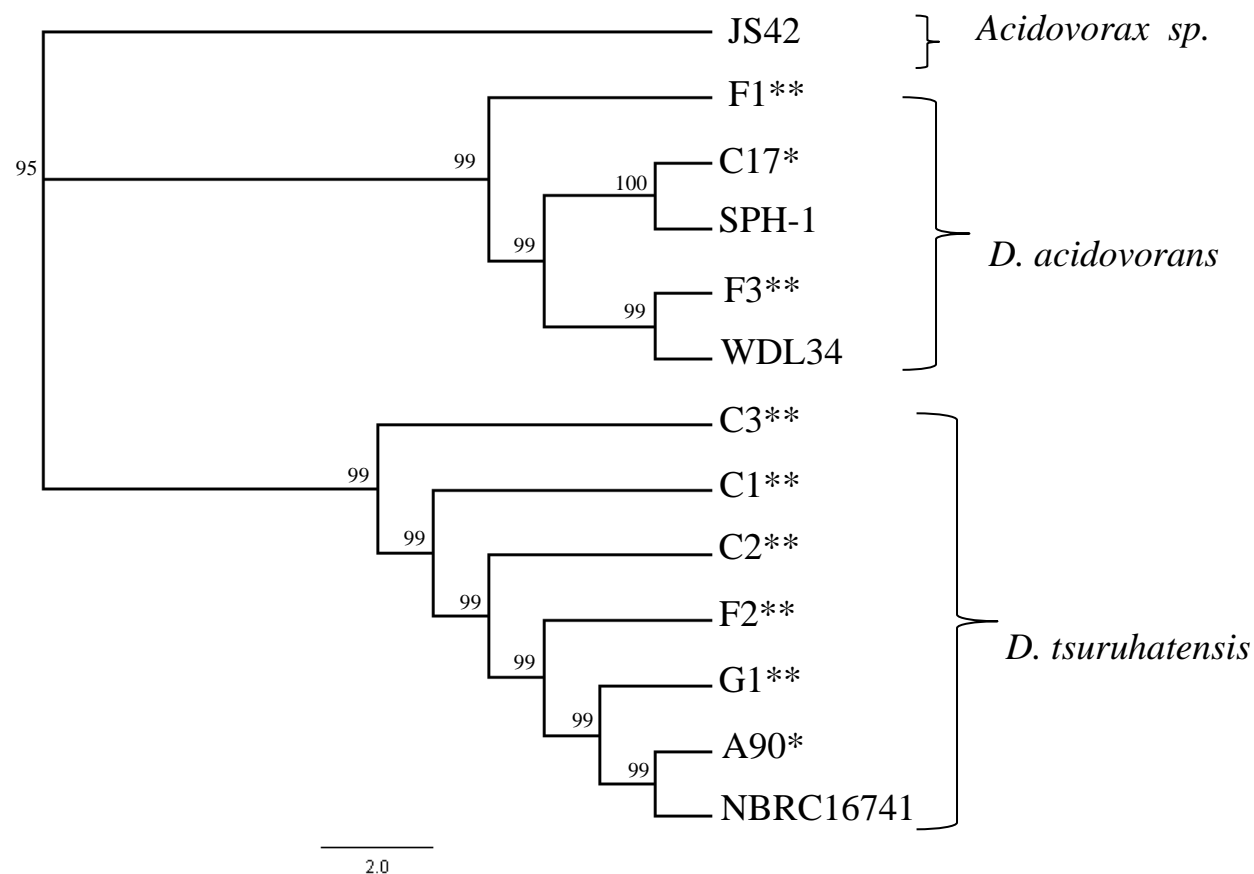 JS42
Acidovorax sp.
F1**
95
99
C17*
100
SPH-1
99
D. acidovorans
F3**
99
WDL34
C3**
99
C1**
99
C2**
99
F2**
D. tsuruhatensis
99
G1**
99
A90*
99
NBRC16741
2.0